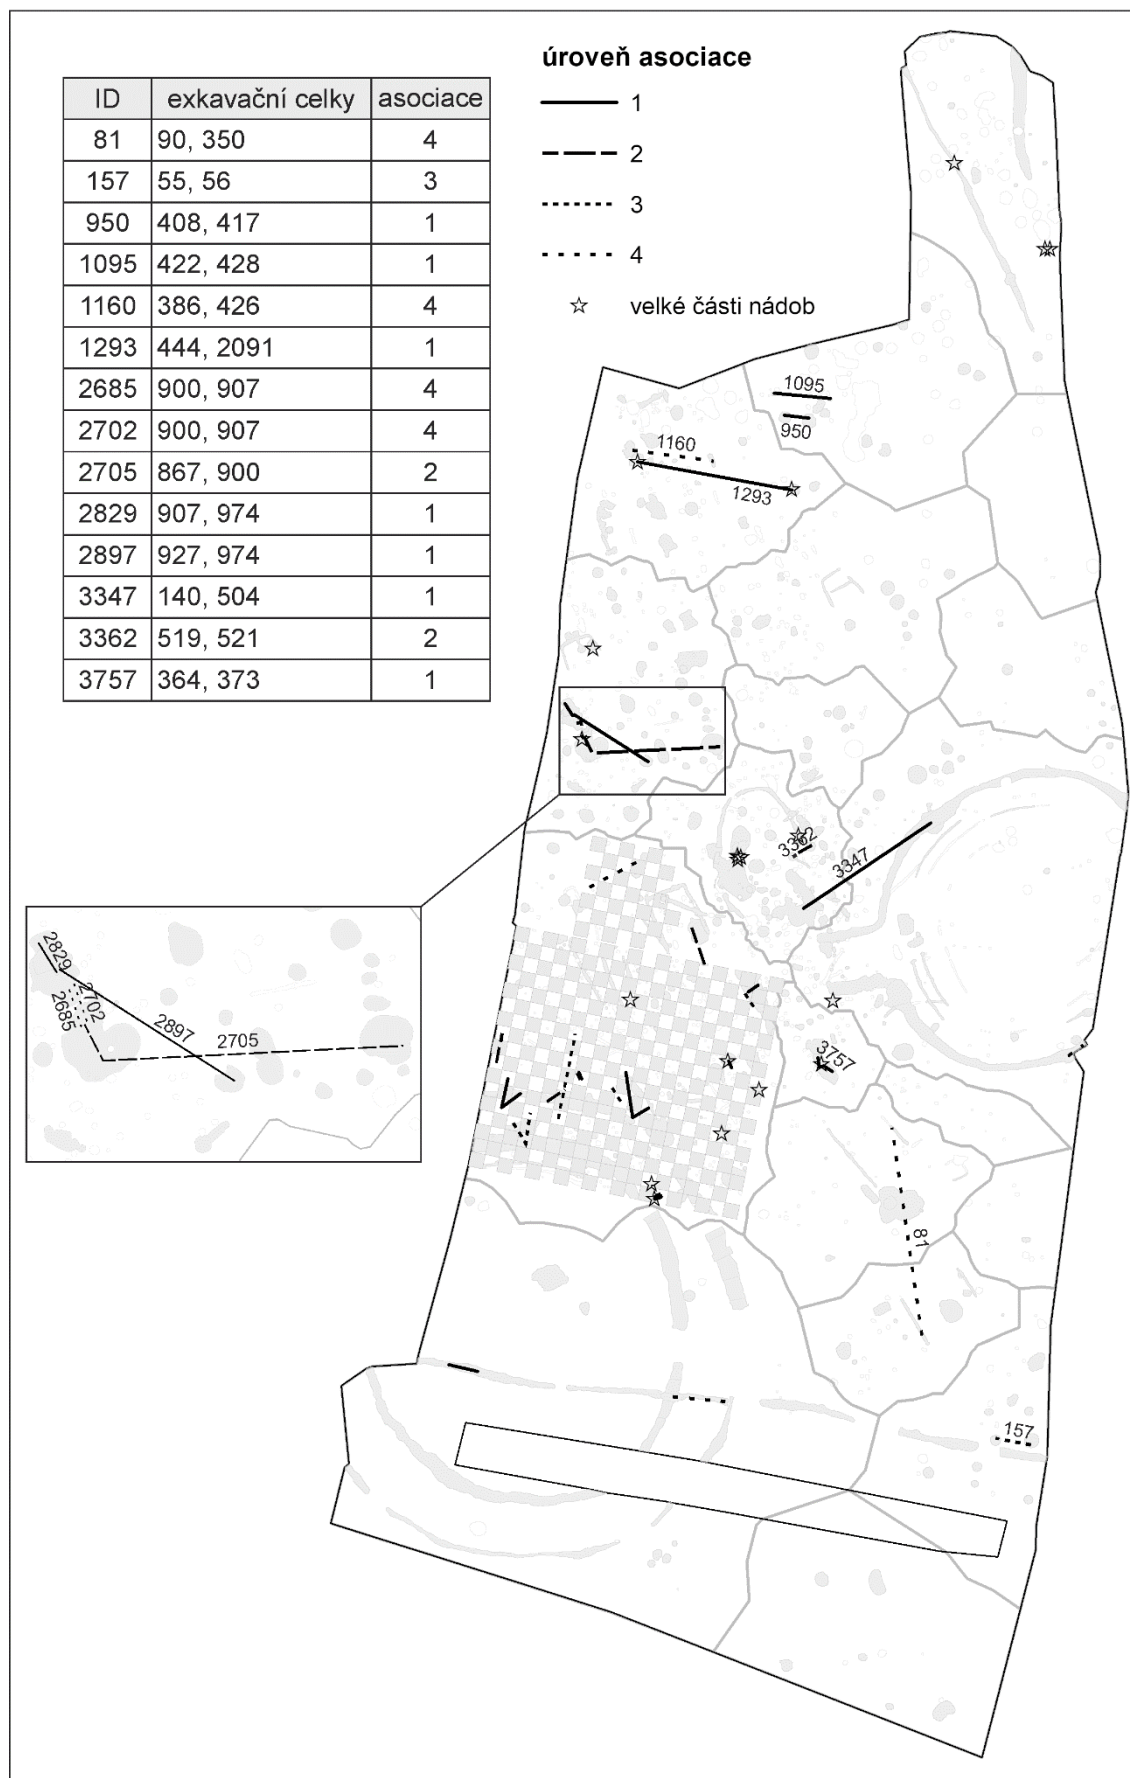 ID exkavační celky asociace
81 90, 350 4
157 55, 56 3
950 408, 417 1
1095 422, 428 1
1160 386, 426 4
1293 444, 2091 1
2685 900, 907 4
2702 900, 907 4
2705 867, 900 2
2829 907, 974 1
2897 927, 974 1
3347 140, 504 1
3362 519, 521 2
3757 364, 373 1
úroveň asociace
1
2
3
4
velké části nádob
1095
950
1160
1293
3362
3347
2829
2702
2685
2897
2705
3757
81
157